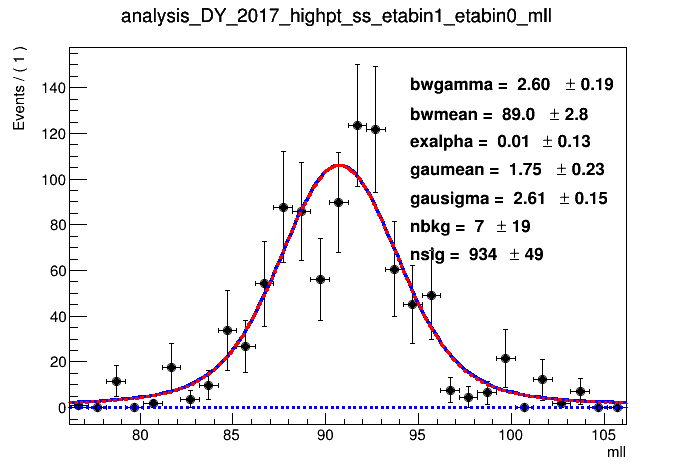 analysis_DY_2017_highpt_ss_etabin1_etabin0_mll
Events / ( 1 )
140
120
100
80
60
40
20
0
bwgamma = 2.60 ± 0.19
bwmean = 89.0 ± 2.8
exalpha = 0.01 ± 0.13
gaumean = 1.75 ± 0.23
gausigma = 2.61 ± 0.15
nbkg = 7 ± 19
nsig = 934 ± 49
80 85 90 95 100 105
mll